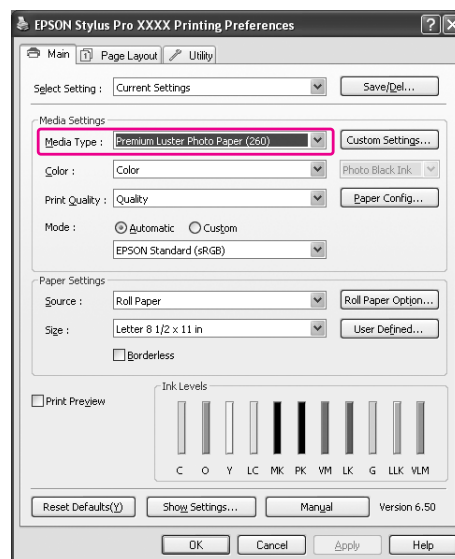 EPSON Stylus Pro XXXX Printing Preferences
Main Page Layout Utility
Select Setting : Current Settings Save/Del...
Media Settings
Media Type : Premium Luster Photo Paper (260) Custom Settings...
Color : Color Photo Black Ink
Print Quality : Quality Paper Config...
Mode : Automatic Custom
EPSON Standard (sRGB)
Paper Settings
Source : Roll Paper Roll Paper Option...
Size : Letter 8 1/2 x 11 in User Defined...
Borderless
Print Preview
Ink Levels
C O Y LC MK PK VM LK G LLK VLM
Reset Defaults(Y) Show Settings... Manual Version 6.50
OK Cancel Apply Help